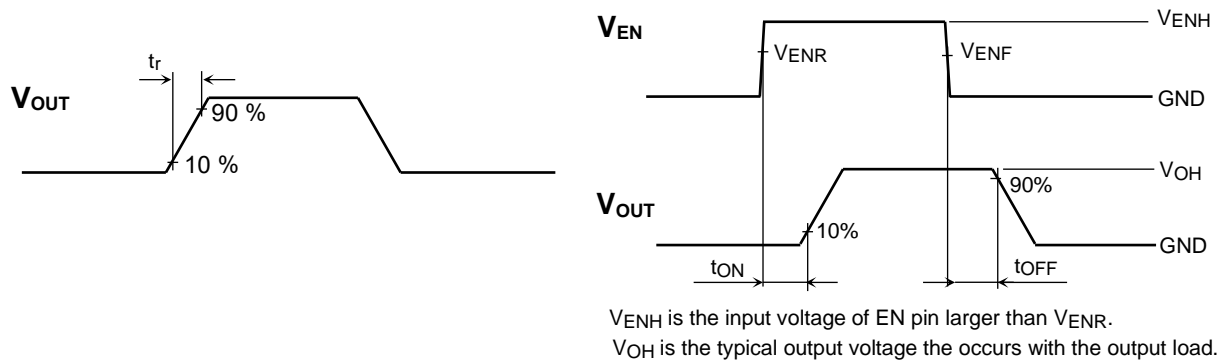 tr
VOUT
90 %
10 %
VEN
VENH
VENR
VENF
GND
VOH
90%
VOUT
10%
GND
tON
tOFF
VENH is the input voltage of EN pin larger than VENR.
VOH is the typical output voltage the occurs with the output load.